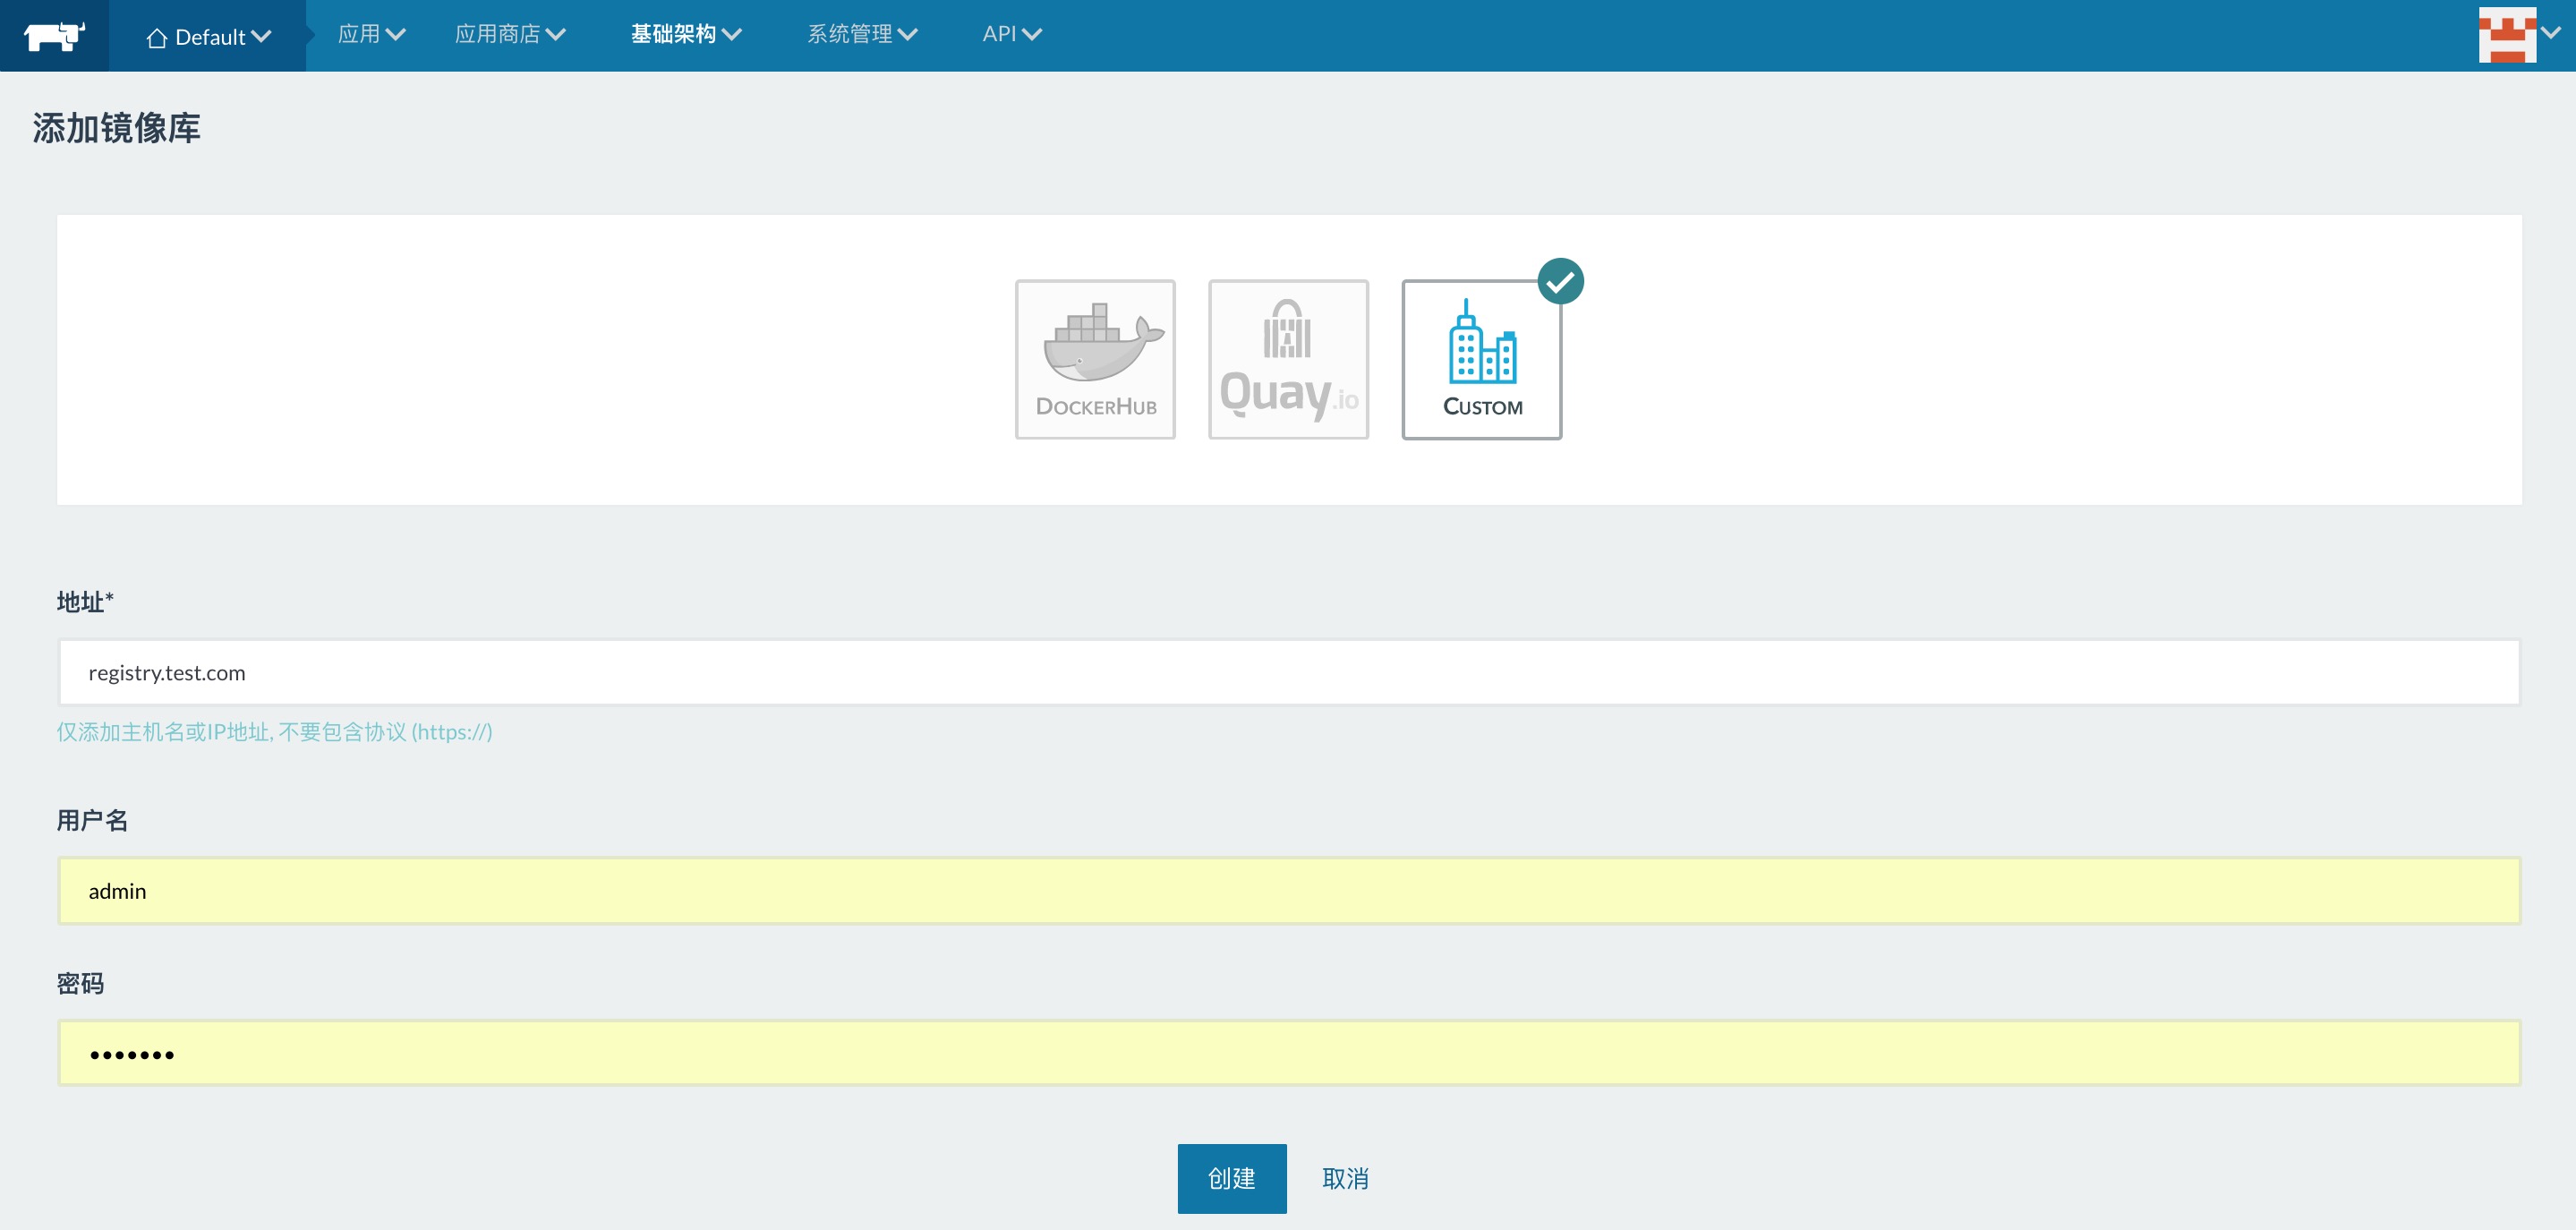 Default 应用 应用商店 基础架构 系统管理 API
添加镜像库
DOCKERHUB Quay.io CUSTOM
地址*
registry.test.com
仅添加主机名或IP地址, 不要包含协议 (https://)
用户名
admin
密码
•••••••
创建 取消